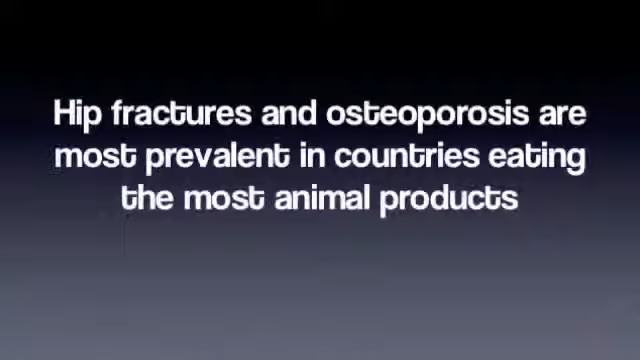 Hip fractures and osteoporosis are
most prevalent in countries eating
the most animal products